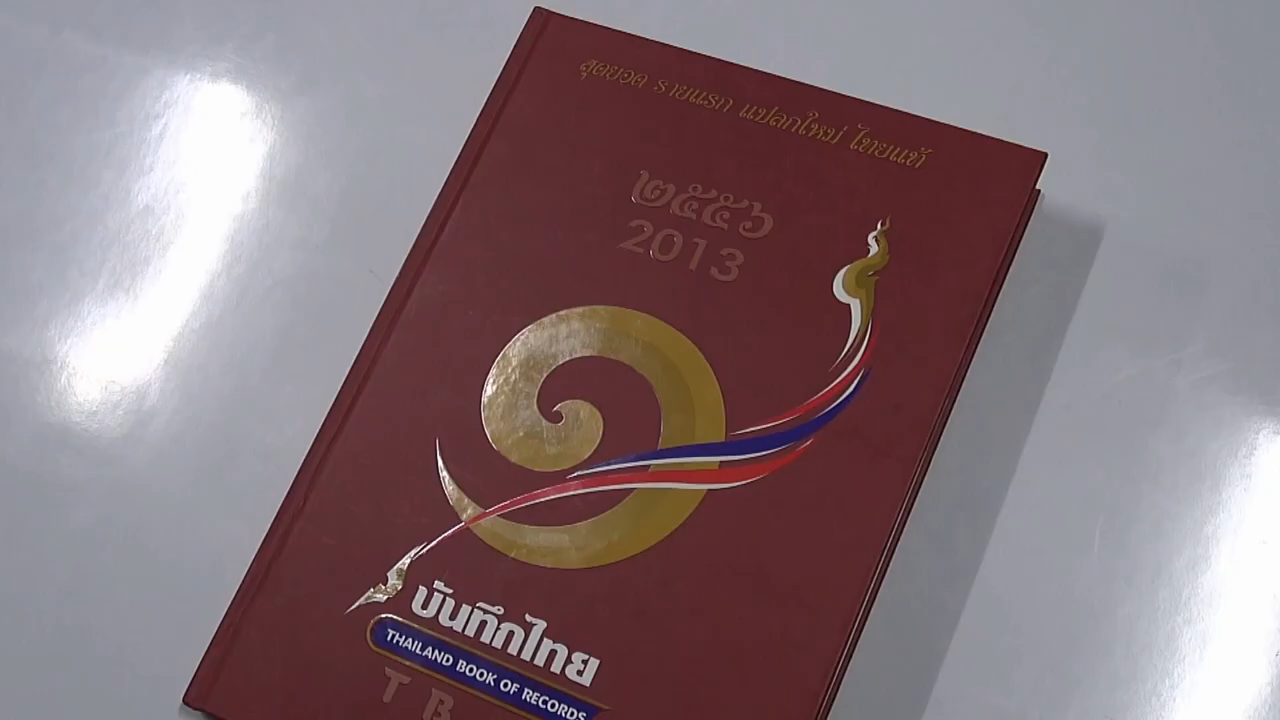 สุดยอด รายแรก แปลกใหม่ ไทยแท้
๒๕๕๖
2013
บันทึกไทย
THAILAND BOOK OF RECORDS
T B